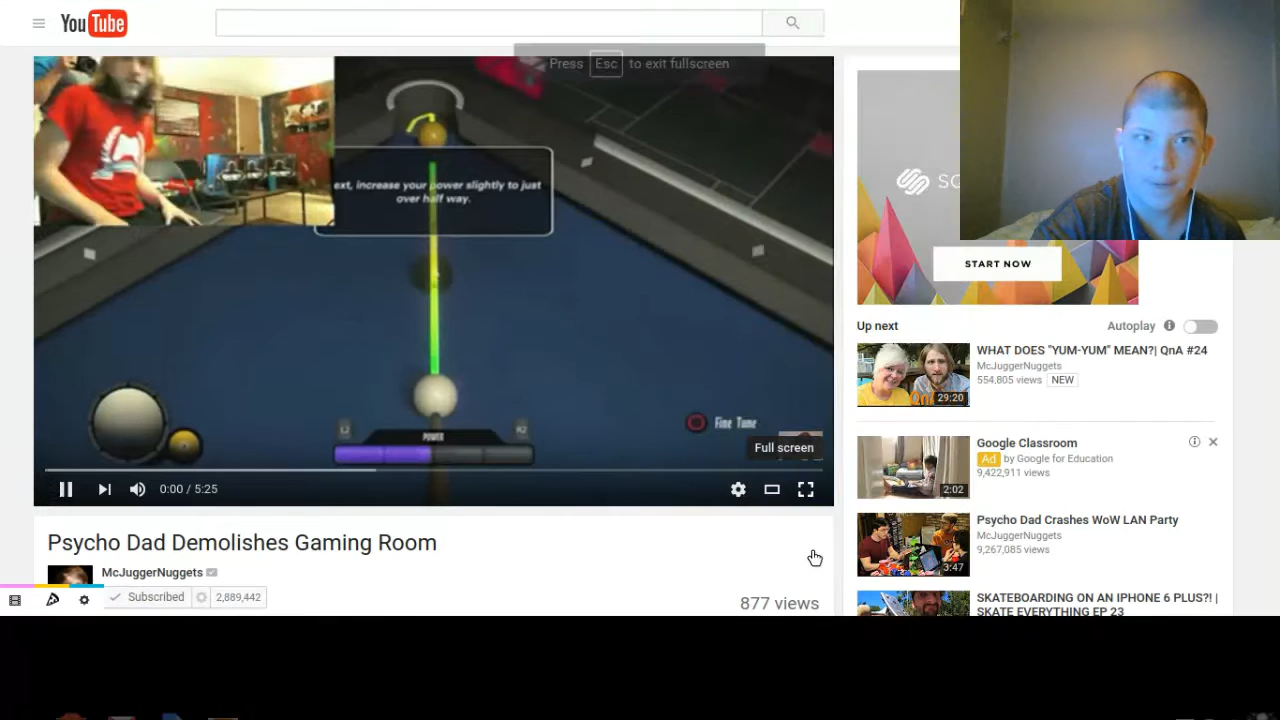 You Tube
Press Esc to exit fullscreen
ext, increase your power slightly to just
over half way.
POWER
Fine Tune
Full screen
0:00 / 5:25
Psycho Dad Demolishes Gaming Room
McJuggerNuggets
Subscribed 2,889,442
877 views
START NOW
Up next
Autoplay
WHAT DOES "YUM-YUM" MEAN?| QnA #24
McJuggerNuggets
554,805 views NEW
29:20
Google Classroom
Ad by Google for Education
9,422,911 views
2:02
Psycho Dad Crashes WoW LAN Party
McJuggerNuggets
9,267,085 views
3:47
SKATEBOARDING ON AN IPHONE 6 PLUS?! |
SKATE EVERYTHING EP 23